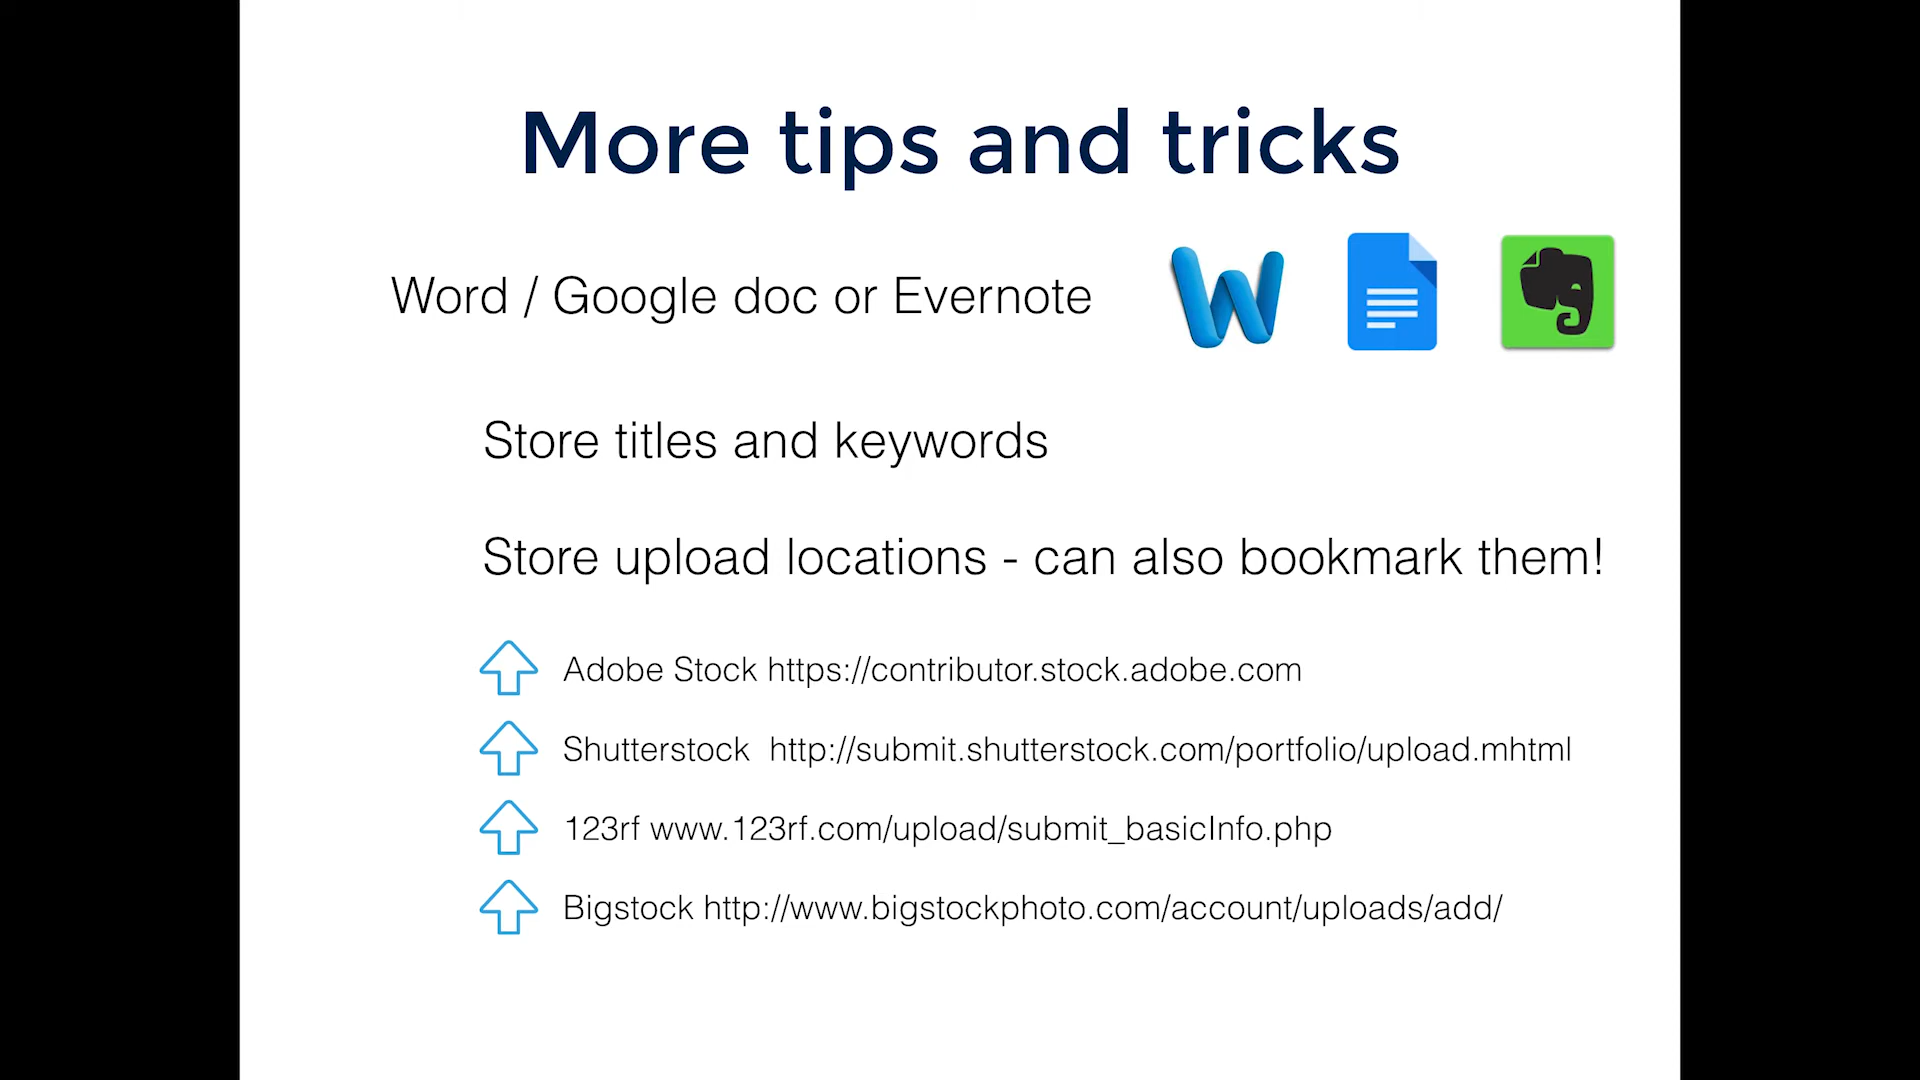 More tips and tricks
Word / Google doc or Evernote
Store titles and keywords
Store upload locations - can also bookmark them!
Adobe Stock https://contributor.stock.adobe.com
Shutterstock  http://submit.shutterstock.com/portfolio/upload.mhtml
123rf www.123rf.com/upload/submit_basicInfo.php
Bigstock http://www.bigstockphoto.com/account/uploads/add/